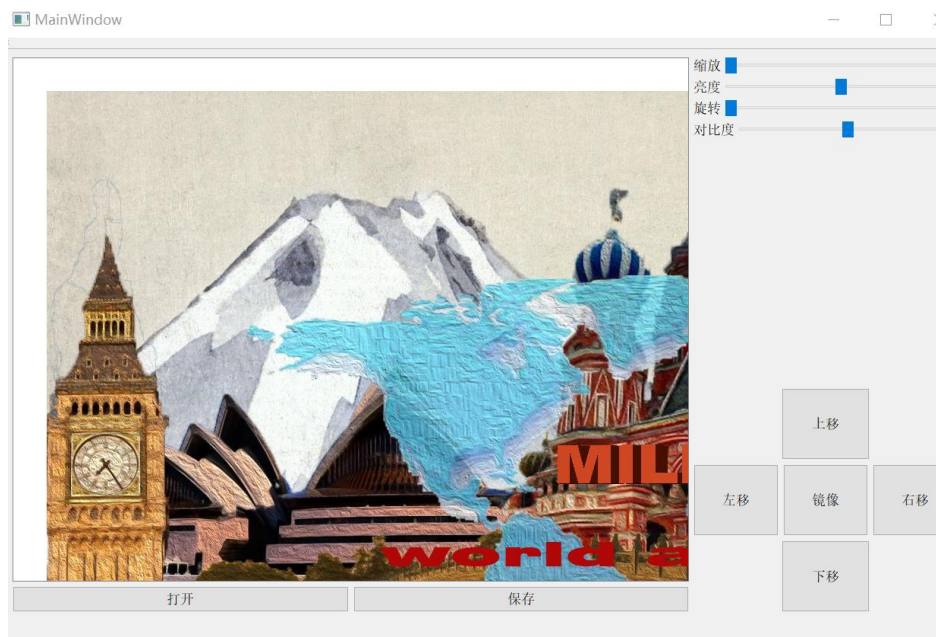 MainWindow
缩放
亮度
旋转
对比度
MIL
world a
上移
左移 镜像 右移
下移
打开 保存